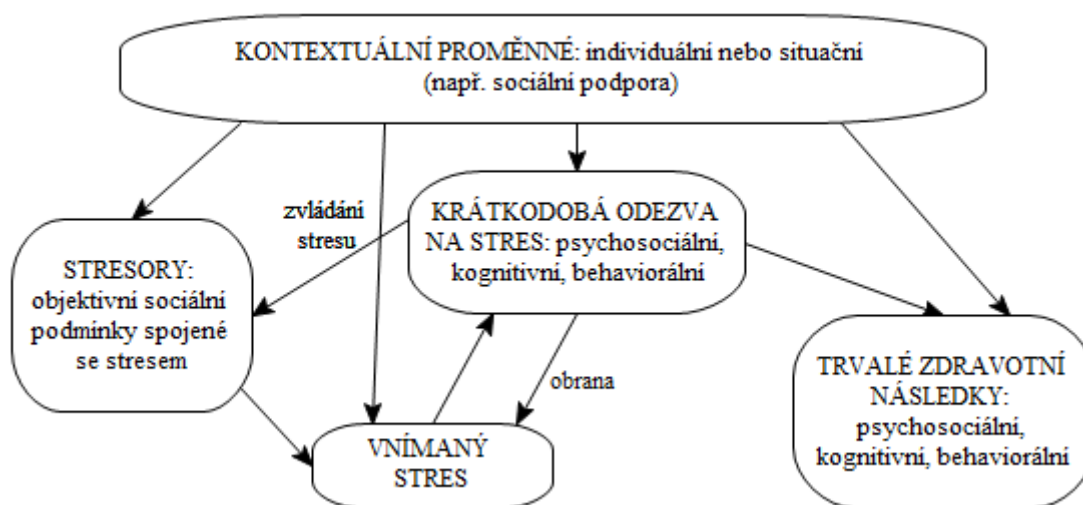 KONTEXTUÁLNÍ PROMĚNNÉ: individuální nebo situační
(např. sociální podpora)
zvládání
stresu
KRÁTKODOBÁ ODEZVA
NA STRES: psychosociální,
kognitivní, behaviorální
STRESORY:
objektivní sociální
podmínky spojené
se stresem
obrana
TRVALÉ ZDRAVOTNÍ
NÁSLEDKY:
psychosociální,
kognitivní, behaviorální
VNÍMANÝ
STRES